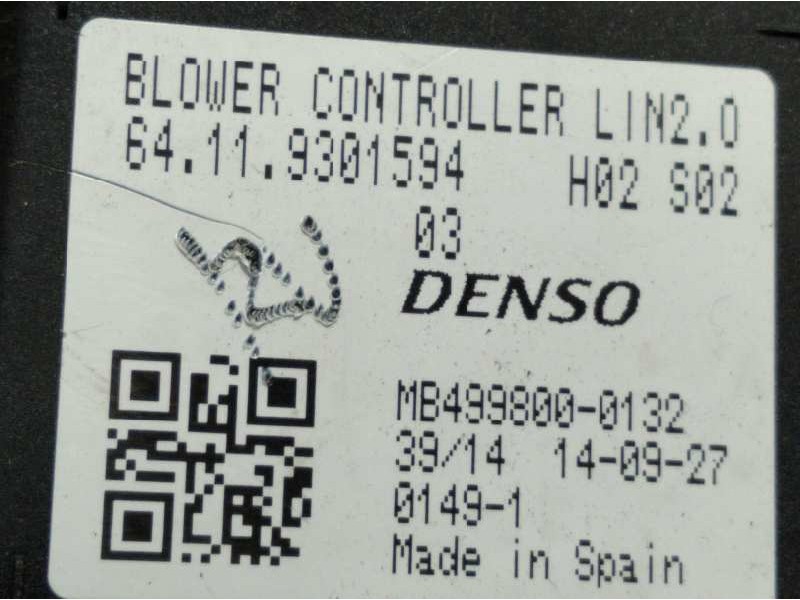 BLOWER CONTROLLER LIN2.0
64.11.9301594 H02 S02
03
DENSO
MB499800-0132
39/14 14-09-27
0149-1
Made in Spain